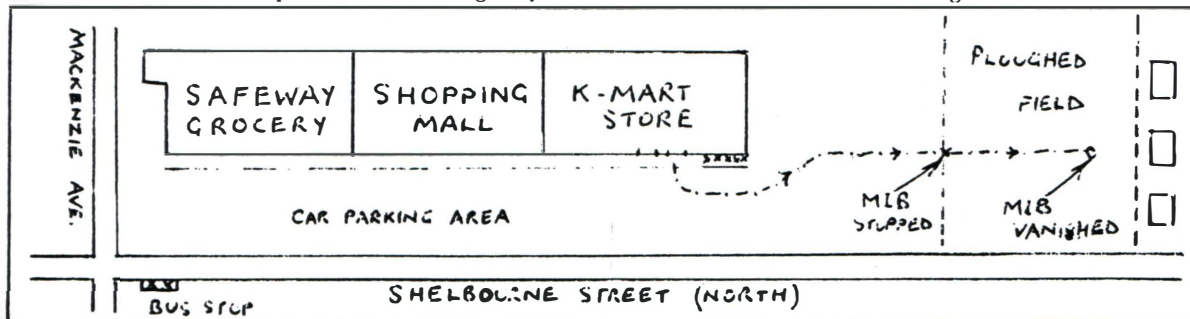 MACKENZIE AVE.
SAFEWAY
GROCERY
SHOPPING
MALL
K-MART
STORE
PLOUGHED
FIELD
CAR PARKING AREA
MIB
STOPPED
MIB
VANISHED
BUS STOP
SHELBOURNE STREET (NORTH)